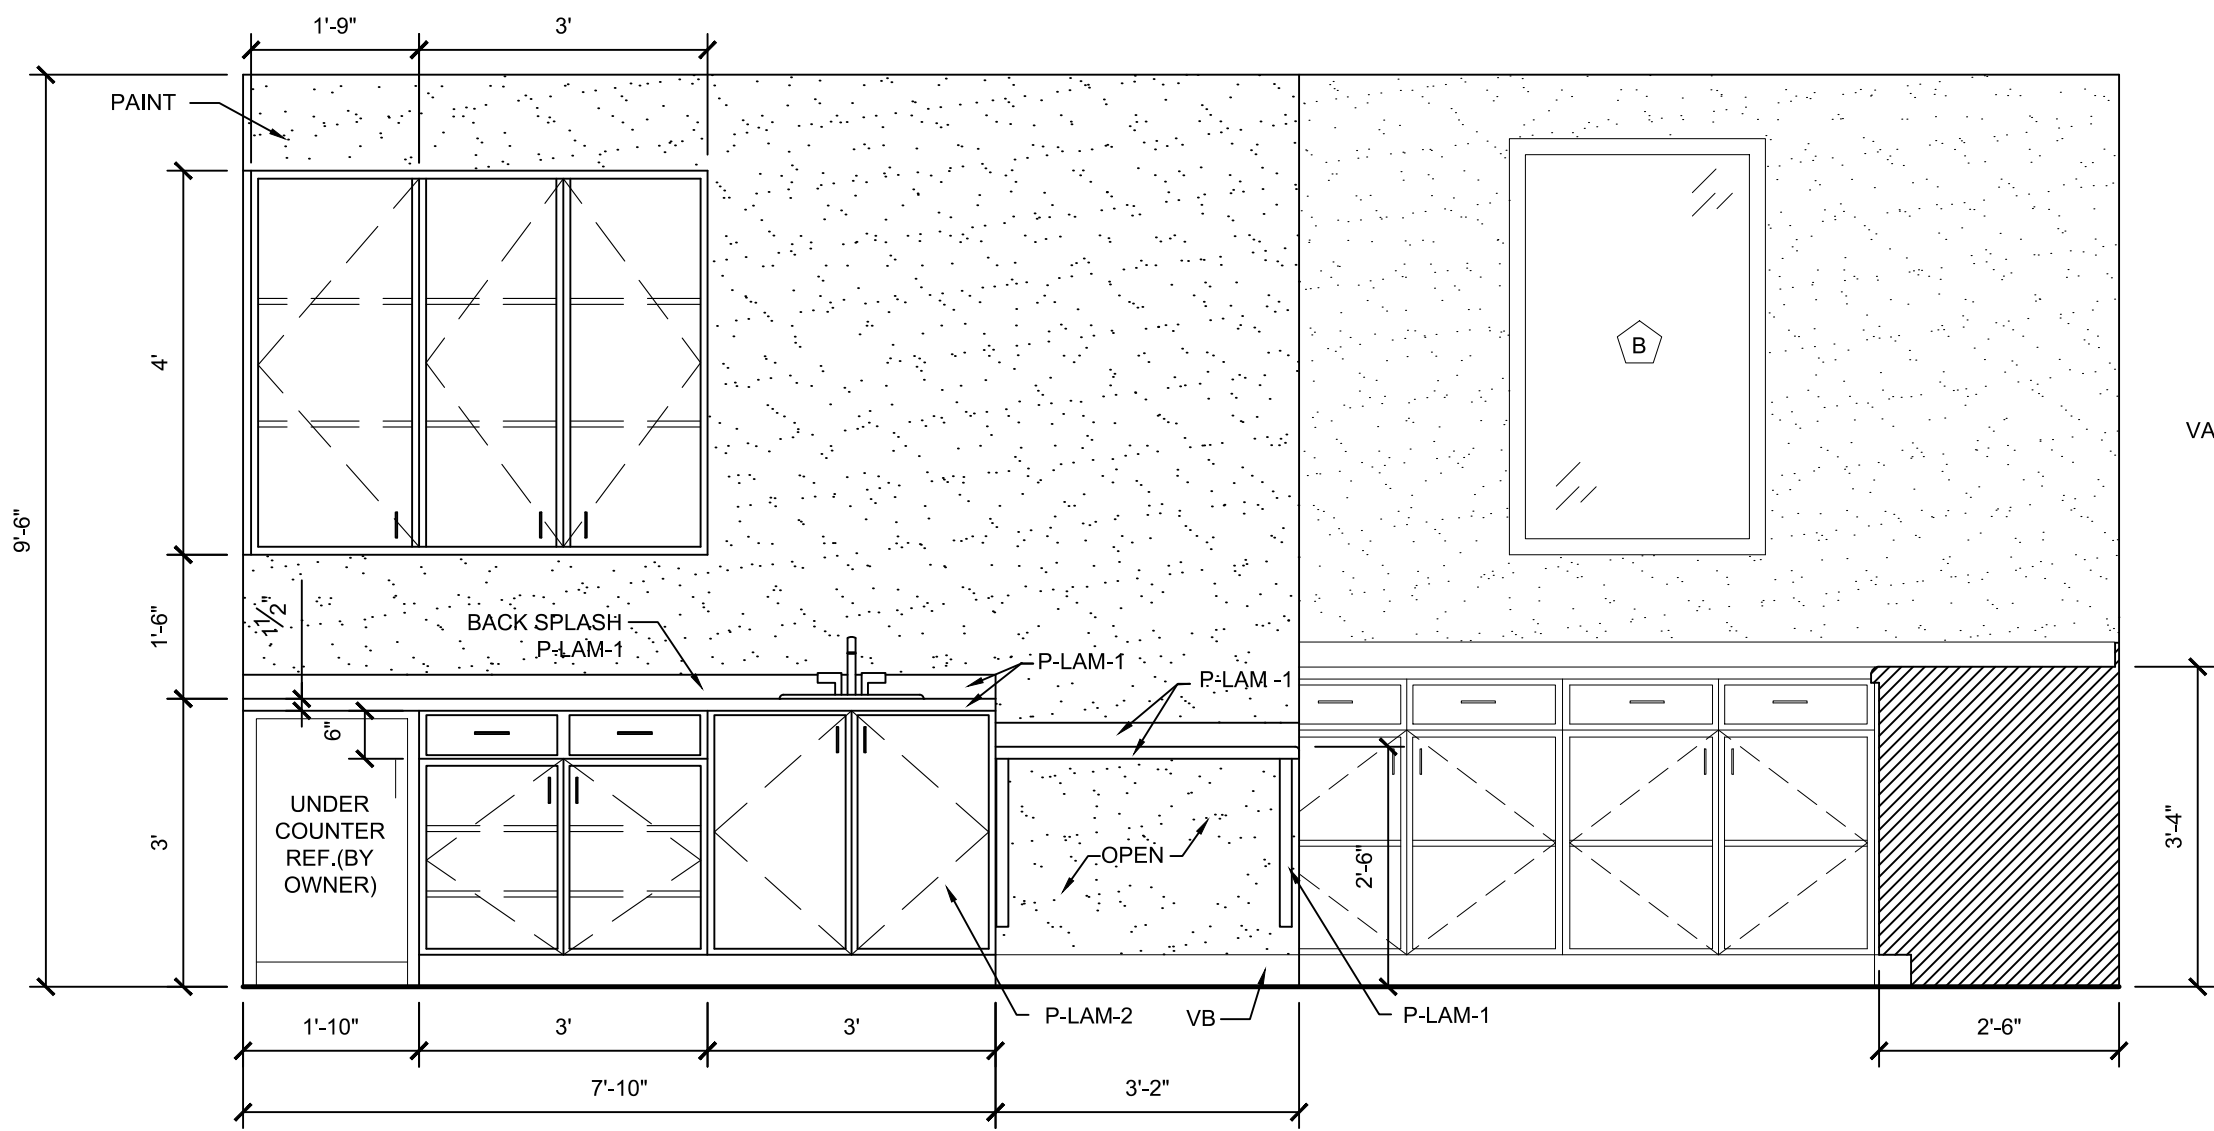 1'-9"
3'
PAINT
9'-6"
4'
B
VA
1'-6"
1½"
BACK SPLASH
P-LAM-1
P-LAM-1
P-LAM -1
6"
UNDER
COUNTER
REF.(BY
OWNER)
3'
OPEN
2'-6"
3'-4"
P-LAM-2
VB
P-LAM-1
1'-10"
3'
3'
2'-6"
7'-10"
3'-2"